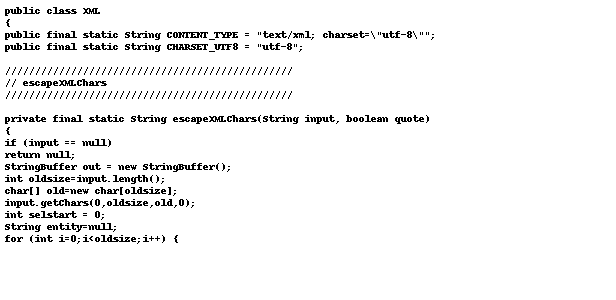 public class XML
{
public final static String CONTENT_TYPE = "text/xml; charset=\"utf-8\"";
public final static String CHARSET_UTF8 = "utf-8";
////////////////////////////////////////////////
// escapeXMLChars
////////////////////////////////////////////////
private final static String escapeXMLChars(String input, boolean quote)
{
if (input == null)
return null;
StringBuffer out = new StringBuffer();
int oldsize=input.length();
char[] old=new char[oldsize];
input.getChars(0,oldsize,old,0);
int selstart = 0;
String entity=null;
for (int i=0;i<oldsize;i++) {